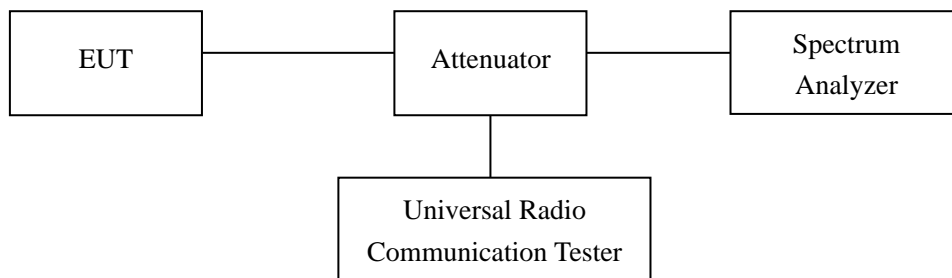 EUT
Attenuator
Spectrum
Analyzer
Universal Radio
Communication Tester